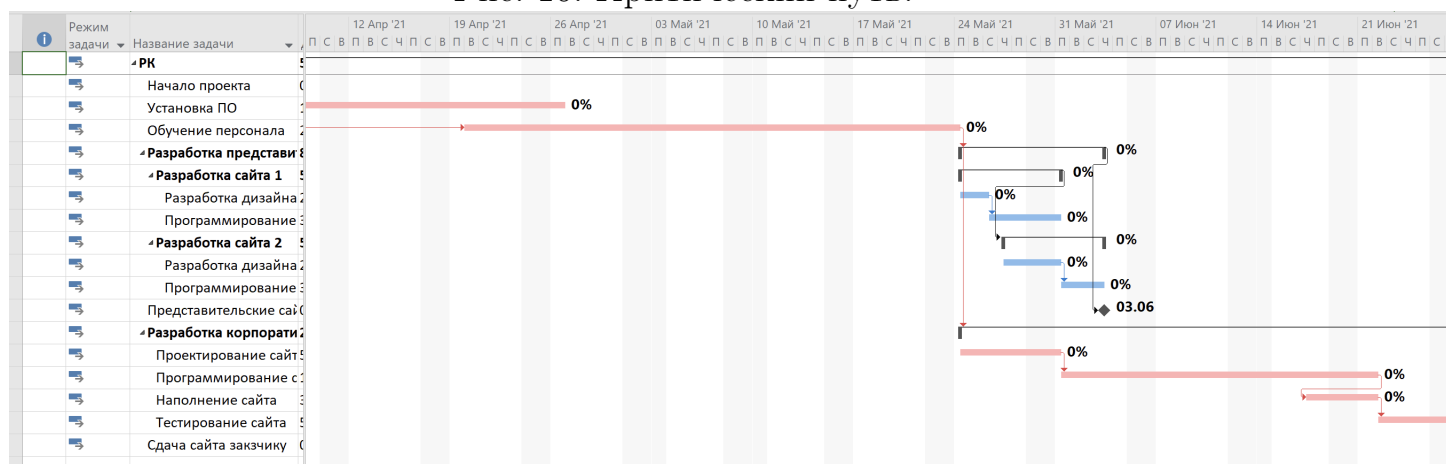 Критический путь.
Режим задачи
Название задачи
12 Апр '21 19 Апр '21 26 Апр '21 03 Май '21 10 Май '21 17 Май '21 24 Май '21 31 Май '21 07 Июн '21 14 Июн '21 21 Июн '21
П С В П В С Ч П С В П В С Ч П С В П В С Ч П С В П В С Ч П С В П В С Ч П С В П В С Ч П С В П В С Ч П С В П В С Ч П С В П В С Ч П С В П В С Ч П С В П В С Ч П С
РК
Начало проекта
Установка ПО 0%
Обучение персонала 0%
Разработка представи 0%
Разработка сайта 1 0%
Разработка дизайна 0%
Программирование 0%
Разработка сайта 2 0%
Разработка дизайна 0%
Программирование 0%
Представительские сай 03.06
Разработка корпорати
Проектирование сайт 0%
Программирование с 0%
Наполнение сайта 0%
Тестирование сайта
Сдача сайта закзчику